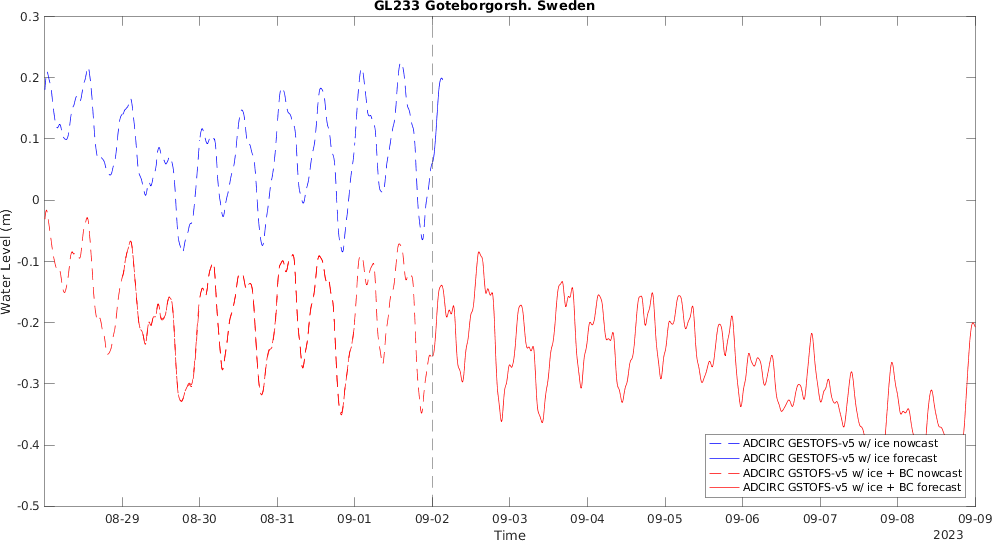 GL233 Goteborgorsh. Sweden
0.3
0.2
0.1
0
-0.1
-0.2
-0.3
-0.4
-0.5
Water Level (m)
ADCIRC GESTOFS-v5 w/ ice nowcast
ADCIRC GESTOFS-v5 w/ ice forecast
ADCIRC GSTOFS-v5 w/ ice + BC nowcast
ADCIRC GSTOFS-v5 w/ ice + BC forecast
08-29 08-30 08-31 09-01 09-02 09-03 09-04 09-05 09-06 09-07 09-08 09-09
Time
2023